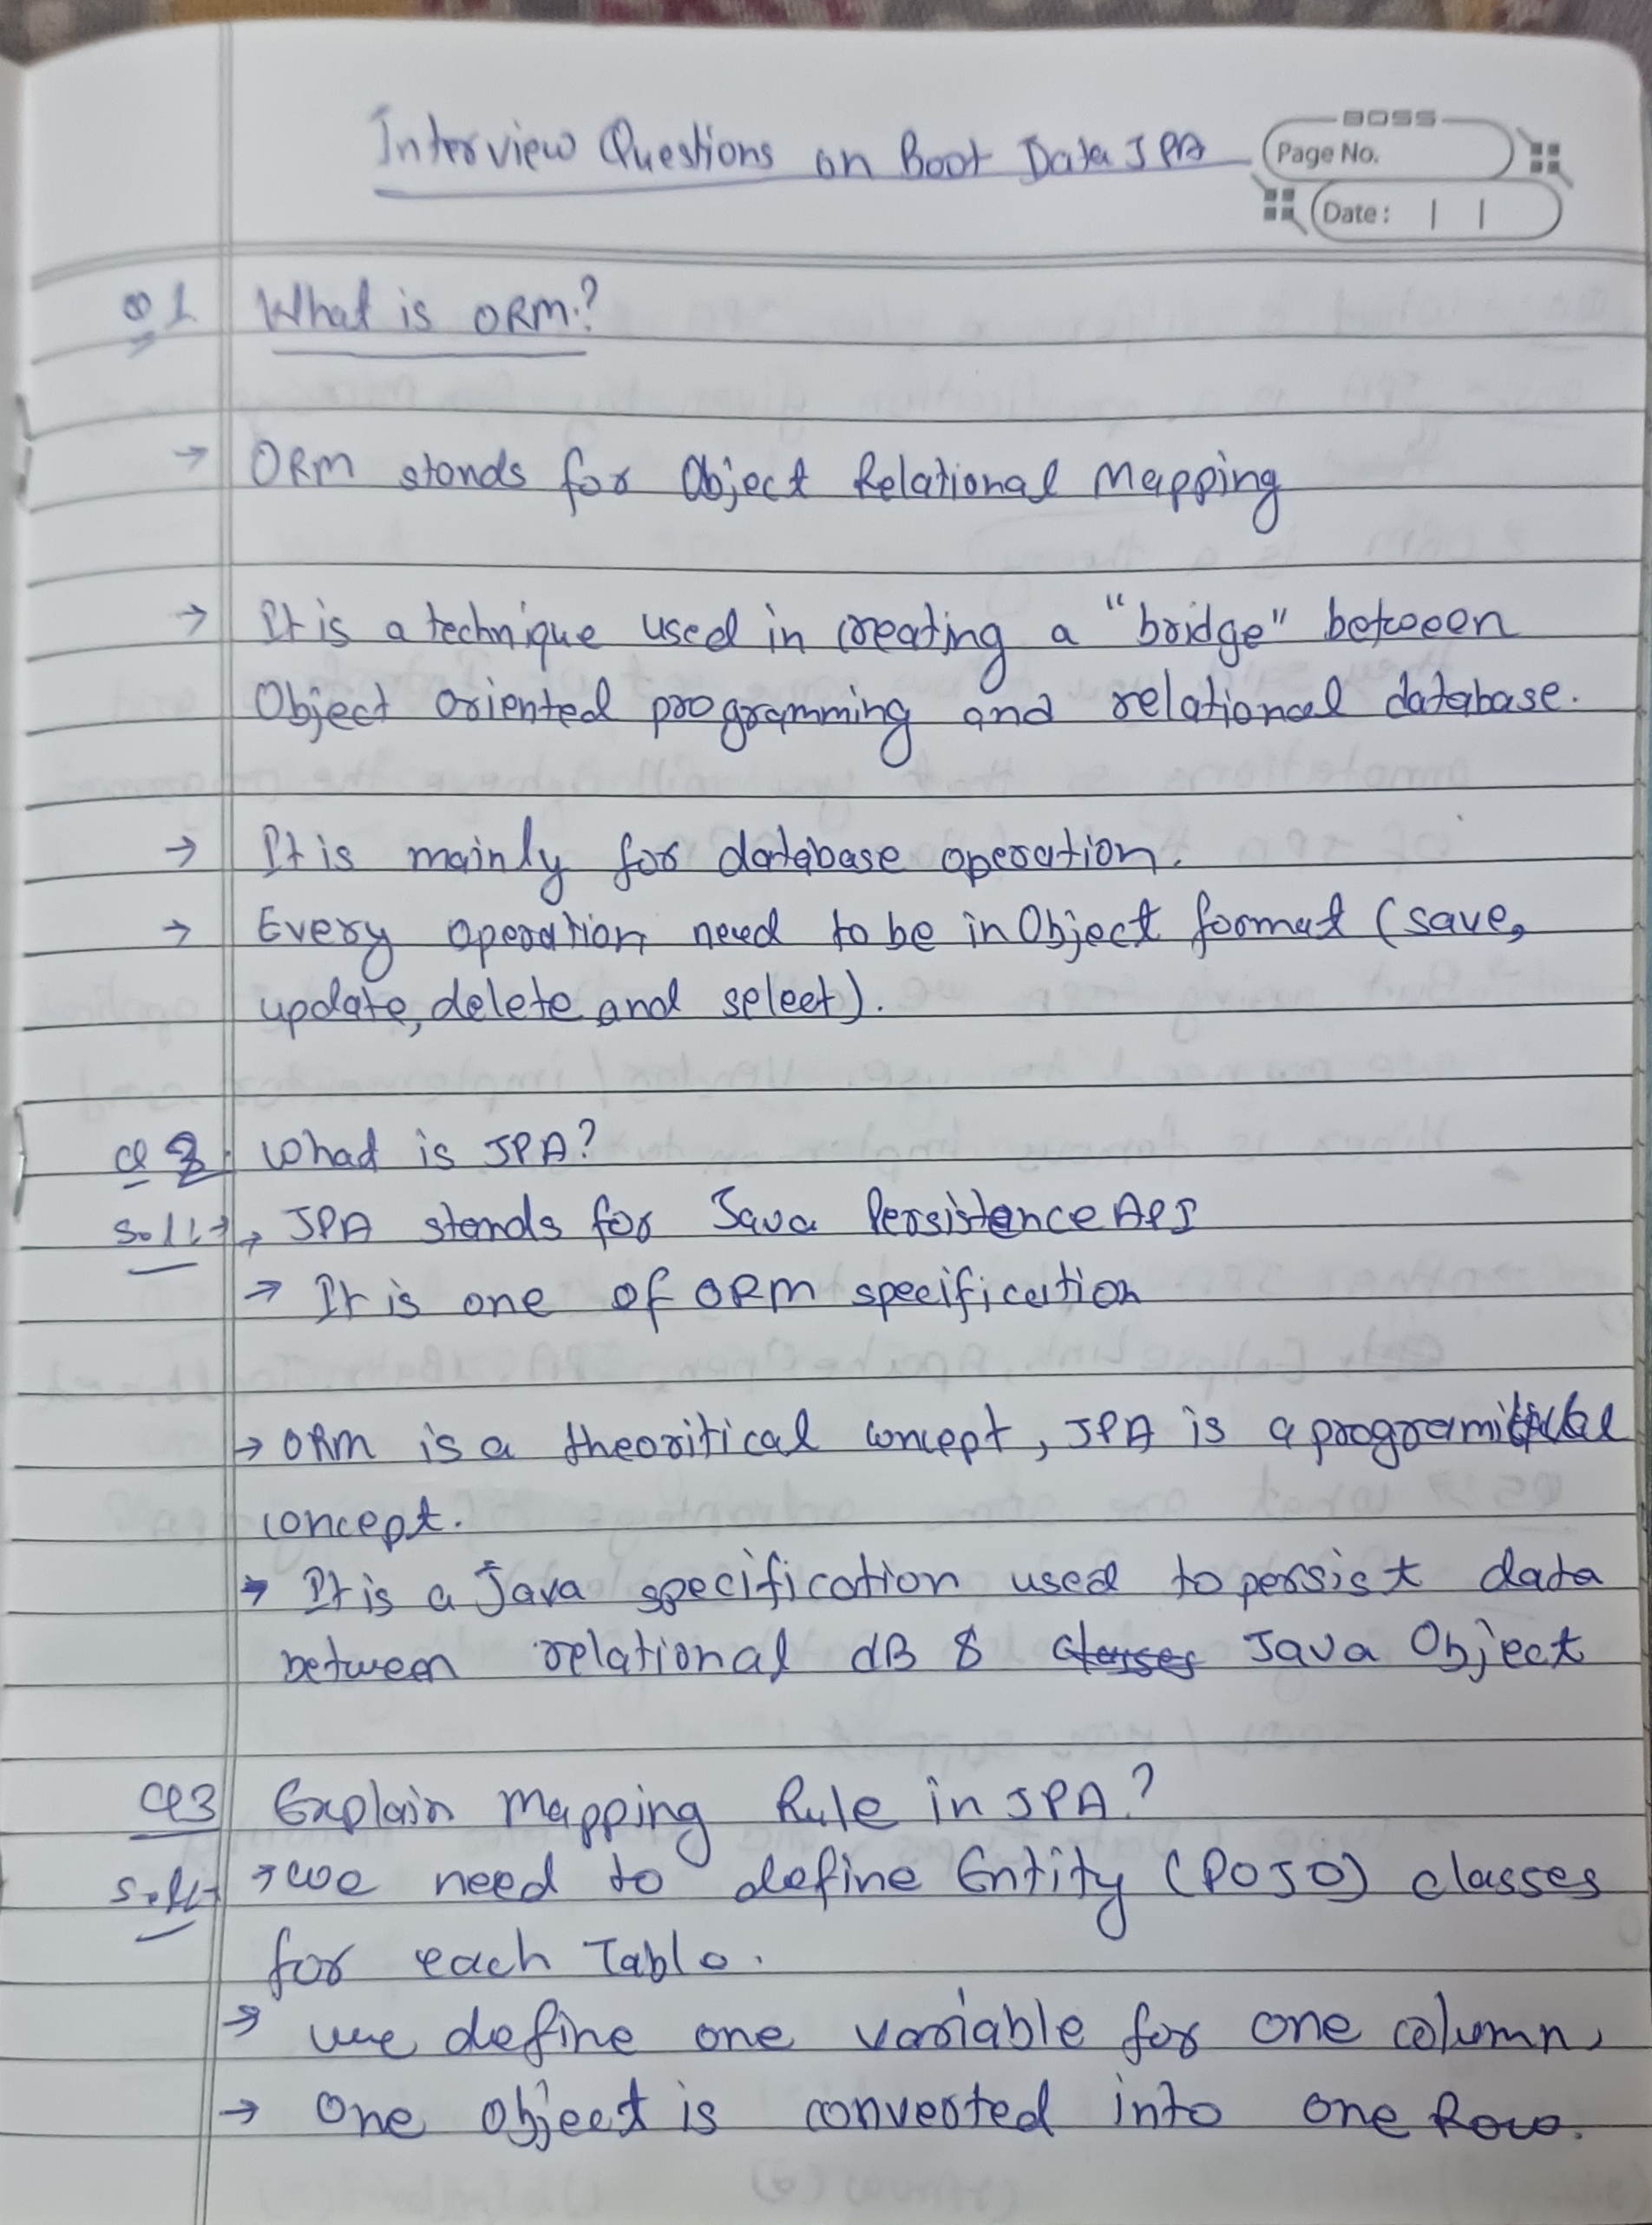 Interview Questions on Boot Data JPA
BOSS
Page No.
Date: | |
Q1 What is ORM?
→ ORM stands for Object Relational Mapping
→ It is a technique used in creating a "bridge" between
Object oriented programming and relational database.
→ It is mainly for database operation.
→ Every operation need to be in Object format (save,
update, delete and select).
Q2 What is JPA?
Sol:→ → JPA stands for Java Persistence API
→ It is one of ORM specification
→ ORM is a theoritical concept, JPA is a
concept.
→ It is a Java specification used to persist data
between relational dB & classes Java Object
Q3 Explain Mapping Rule in JPA?
Sol:- → We need to define Entity (POJO) classes
for each Table.
→ we define one variable for one column,
→ One object is converted into one Row.